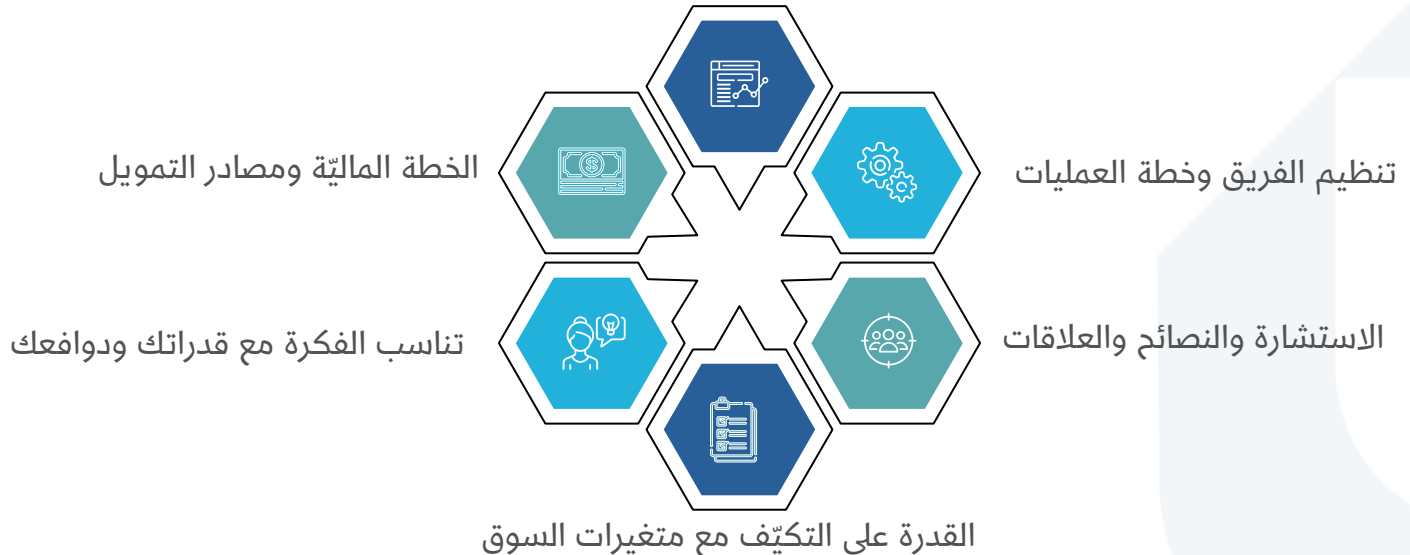 تنظيم الفريق وخطة العمليات
الخطة الماليّة ومصادر التمويل
الاستشارة والنصائح والعلاقات
تناسب الفكرة مع قدراتك ودوافعك
القدرة على التكيّف مع متغيرات السوق